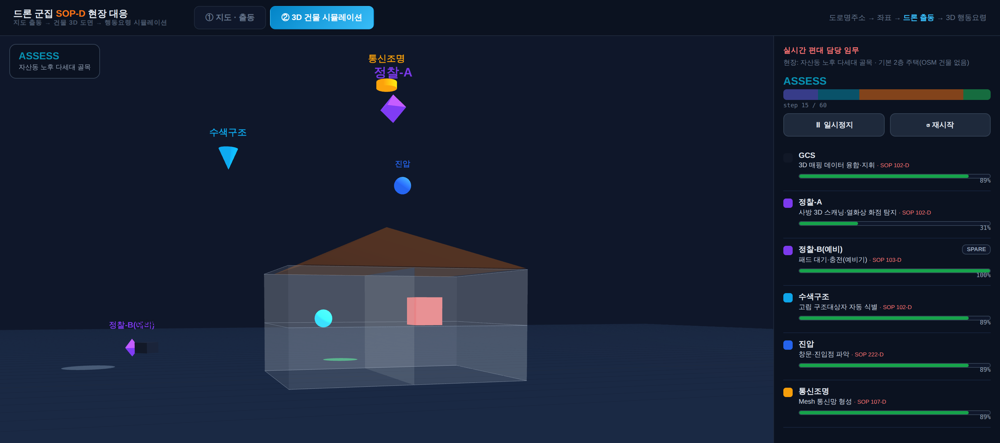 드론 군집 SOP-D 현장 대응
지도 출동 → 건물 3D 도면 → 행동요령 시뮬레이션
① 지도 · 출동
② 3D 건물 시뮬레이션
도로명주소 → 좌표 → 드론 출동 → 3D 행동요령
ASSESS
자산동 노후 다세대 골목
통신조명
정찰-A
수색구조
진압
정찰-B(예비)
실시간 편대 담당 임무
현장: 자산동 노후 다세대 골목 · 기본 2층 주택(OSM 건물 없음)
ASSESS
step 15 / 60
⏸ 일시정지
재시작
GCS
3D 매핑 데이터 융합·지휘 · SOP 102-D
89%
정찰-A
사방 3D 스캐닝·열화상 화점 탐지 · SOP 102-D
31%
정찰-B(예비)
SPARE
패드 대기·충전(예비기) · SOP 103-D
100%
수색구조
고립 구조대상자 자동 식별 · SOP 102-D
89%
진압
창문·진입점 파악 · SOP 222-D
89%
통신조명
Mesh 통신망 형성 · SOP 107-D
89%